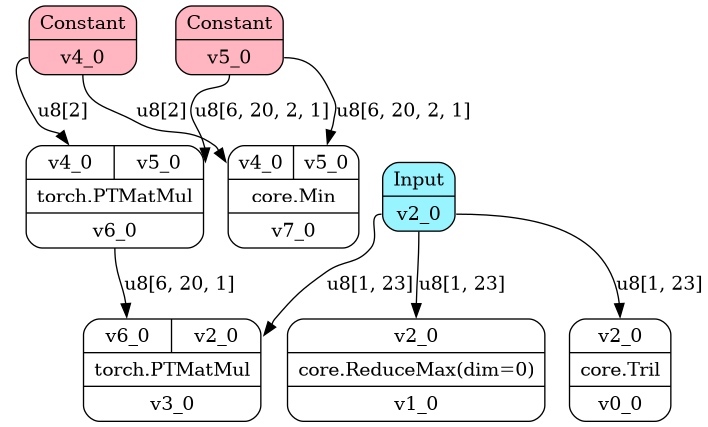 Constant
v4_0
Constant
v5_0
u8[2]
u8[2]
u8[6, 20, 2, 1]
u8[6, 20, 2, 1]
v4_0 v5_0
torch.PTMatMul
v6_0
v4_0 v5_0
core.Min
v7_0
Input
v2_0
u8[6, 20, 1]
u8[1, 23]
u8[1, 23]
u8[1, 23]
v6_0 v2_0
torch.PTMatMul
v3_0
v2_0
core.ReduceMax(dim=0)
v1_0
v2_0
core.Tril
v0_0